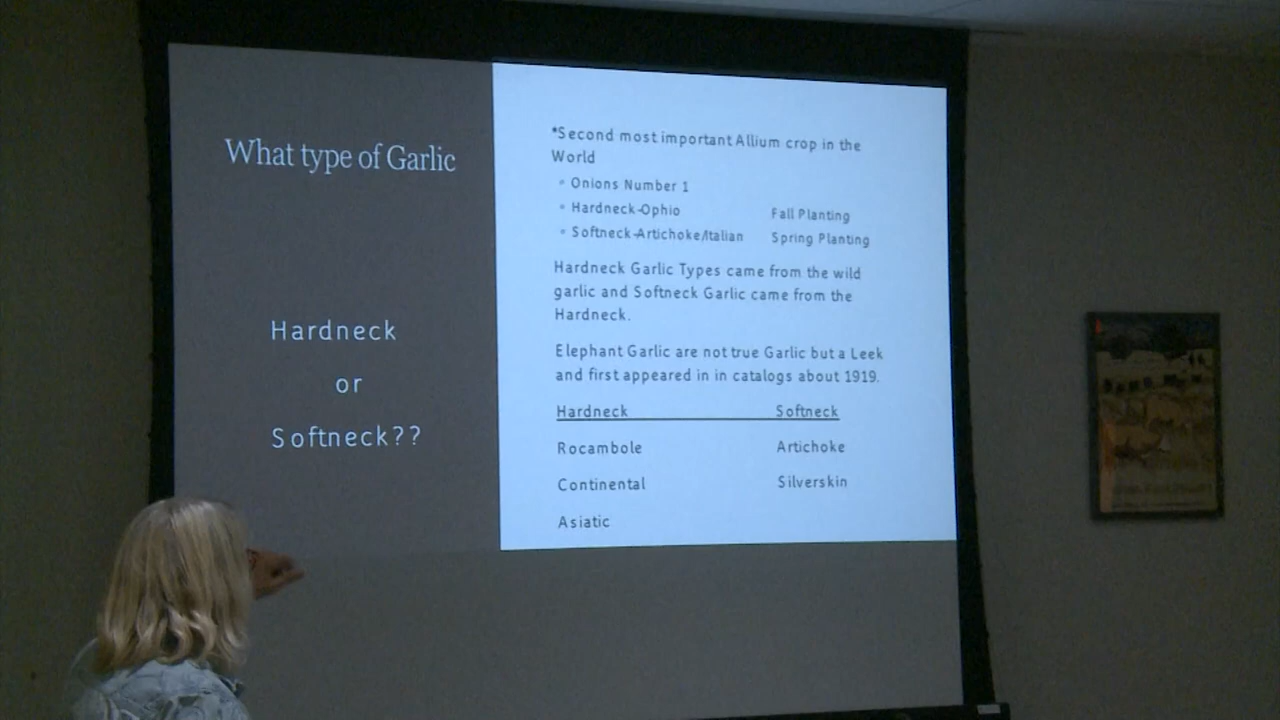 What type of Garlic
Hardneck
or
Softneck??
*Second most important Allium crop in the
World
Onions Number 1
Hardneck-Ophio Fall Planting
Softneck-Artichoke/Italian Spring Planting
Hardneck Garlic Types came from the wild
garlic and Softneck Garlic came from the
Hardneck.
Elephant Garlic are not true Garlic but a Leek
and first appeared in in catalogs about 1919.
Hardneck Softneck
Rocambole Artichoke
Continental Silverskin
Asiatic